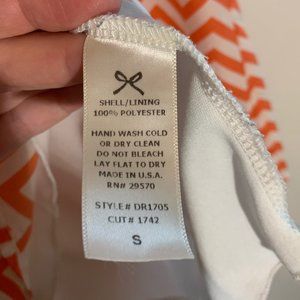 SHELL/LINING
100% POLYESTER
HAND WASH COLD
OR DRY CLEAN
DO NOT BLEACH
LAY FLAT TO DRY
MADE IN U.S.A.
RN# 29570
STYLE# DR1705
CUT# 1742
S